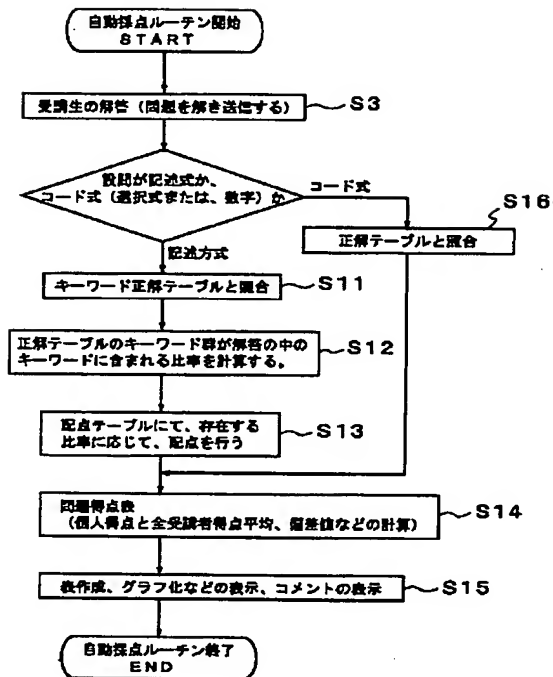 自動採点ルーテン開始
START
受講生の解答（問題を解き送信する）
S3
設問が記述式か、
コード式（選択式または、数字）か
コード式
S16
正解テーブルと照合
記述方式
キーワード正解テーブルと照合
S11
正解テーブルのキーワード群が解答の中の
キーワードに含まれる比率を計算する。
S12
配点テーブルにて、存在する
比率に応じて、配点を行う
S13
問題得点表
（個人得点と全受講者得点平均、偏差値などの計算）
S14
表作成、グラフ化などの表示、コメントの表示
S15
自動採点ルーチン終了
END